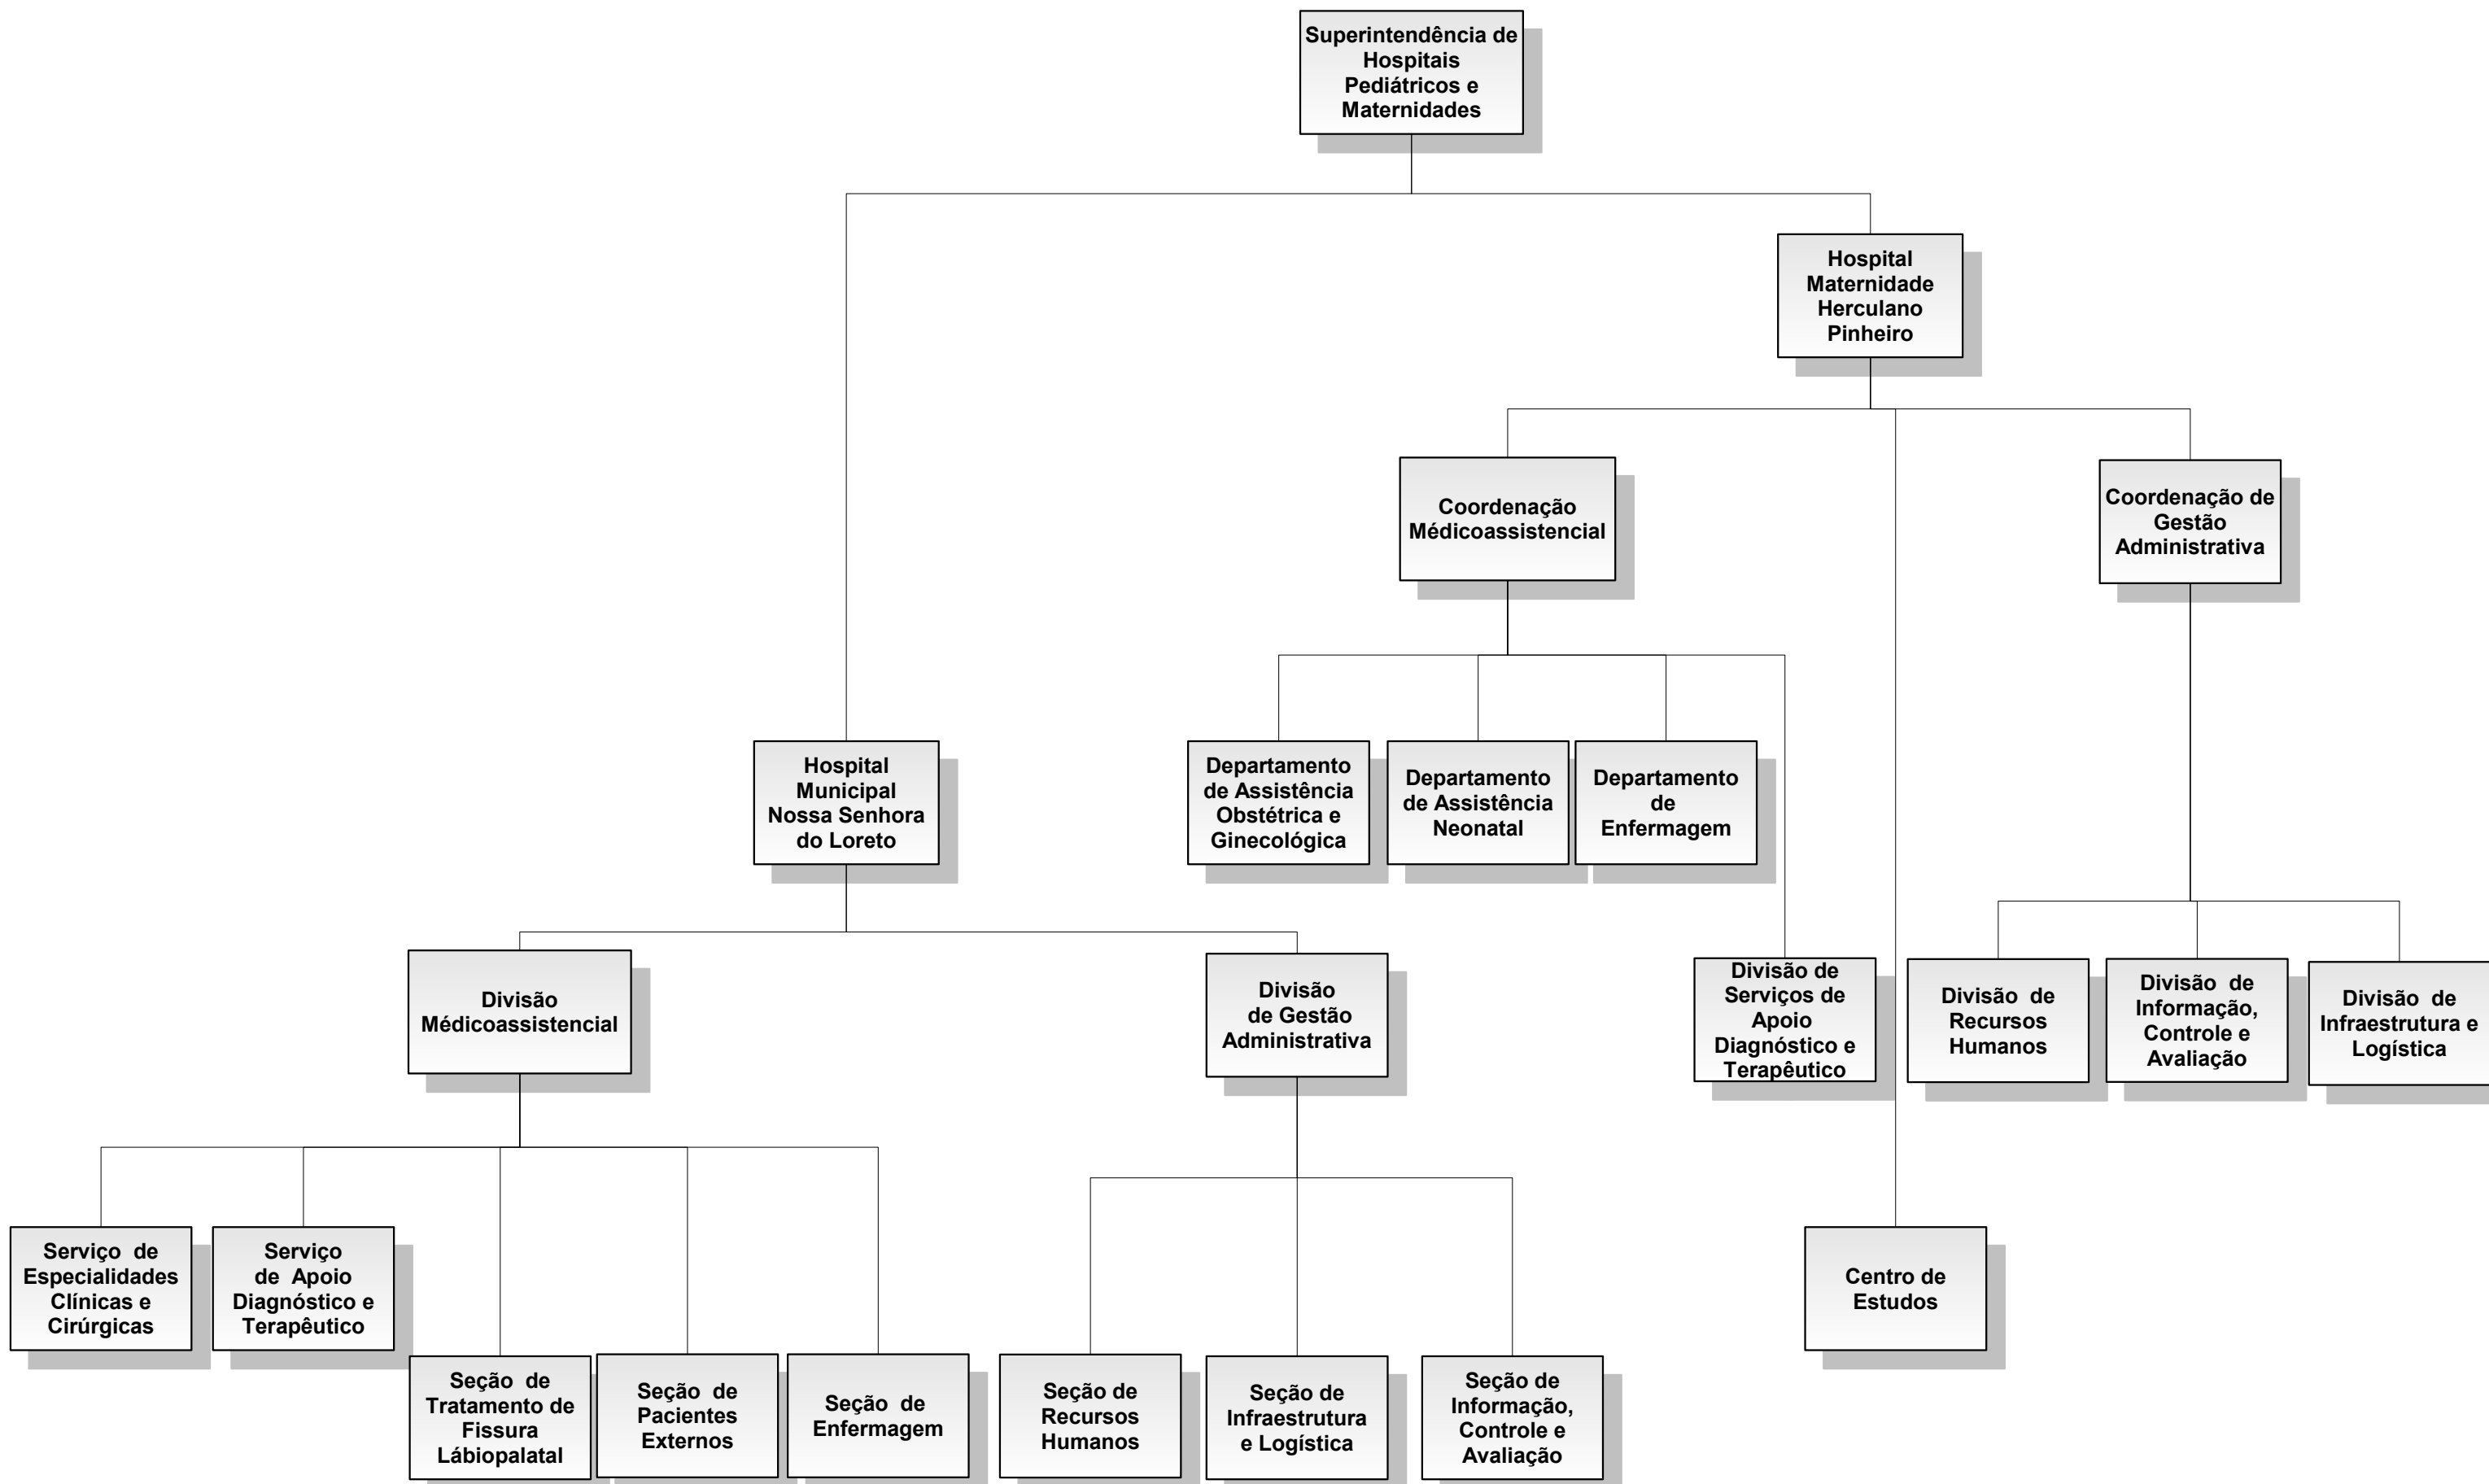 Superintendência de
Hospitais
Pediátricos e
Maternidades
Hospital
Maternidade
Herculano
Pinheiro
Coordenação
Médicoassistencial
Coordenação de
Gestão
Administrativa
Hospital
Municipal
Nossa Senhora
do Loreto
Departamento
de Assistência
Obstétrica e
Ginecológica
Departamento
de Assistência
Neonatal
Departamento
de
Enfermagem
Divisão
Médicoassistencial
Divisão
de Gestão
Administrativa
Divisão de
Serviços de
Apoio
Diagnóstico e
Terapêutico
Divisão de
Recursos
Humanos
Divisão de
Informação,
Controle e
Avaliação
Divisão de
Infraestrutura e
Logística
Serviço de
Especialidades
Clínicas e
Cirúrgicas
Serviço
de Apoio
Diagnóstico e
Terapêutico
Centro de
Estudos
Seção de
Tratamento de
Fissura
Lábiopalatal
Seção de
Pacientes
Externos
Seção de
Enfermagem
Seção de
Recursos
Humanos
Seção de
Infraestrutura
e Logística
Seção de
Informação,
Controle e
Avaliação